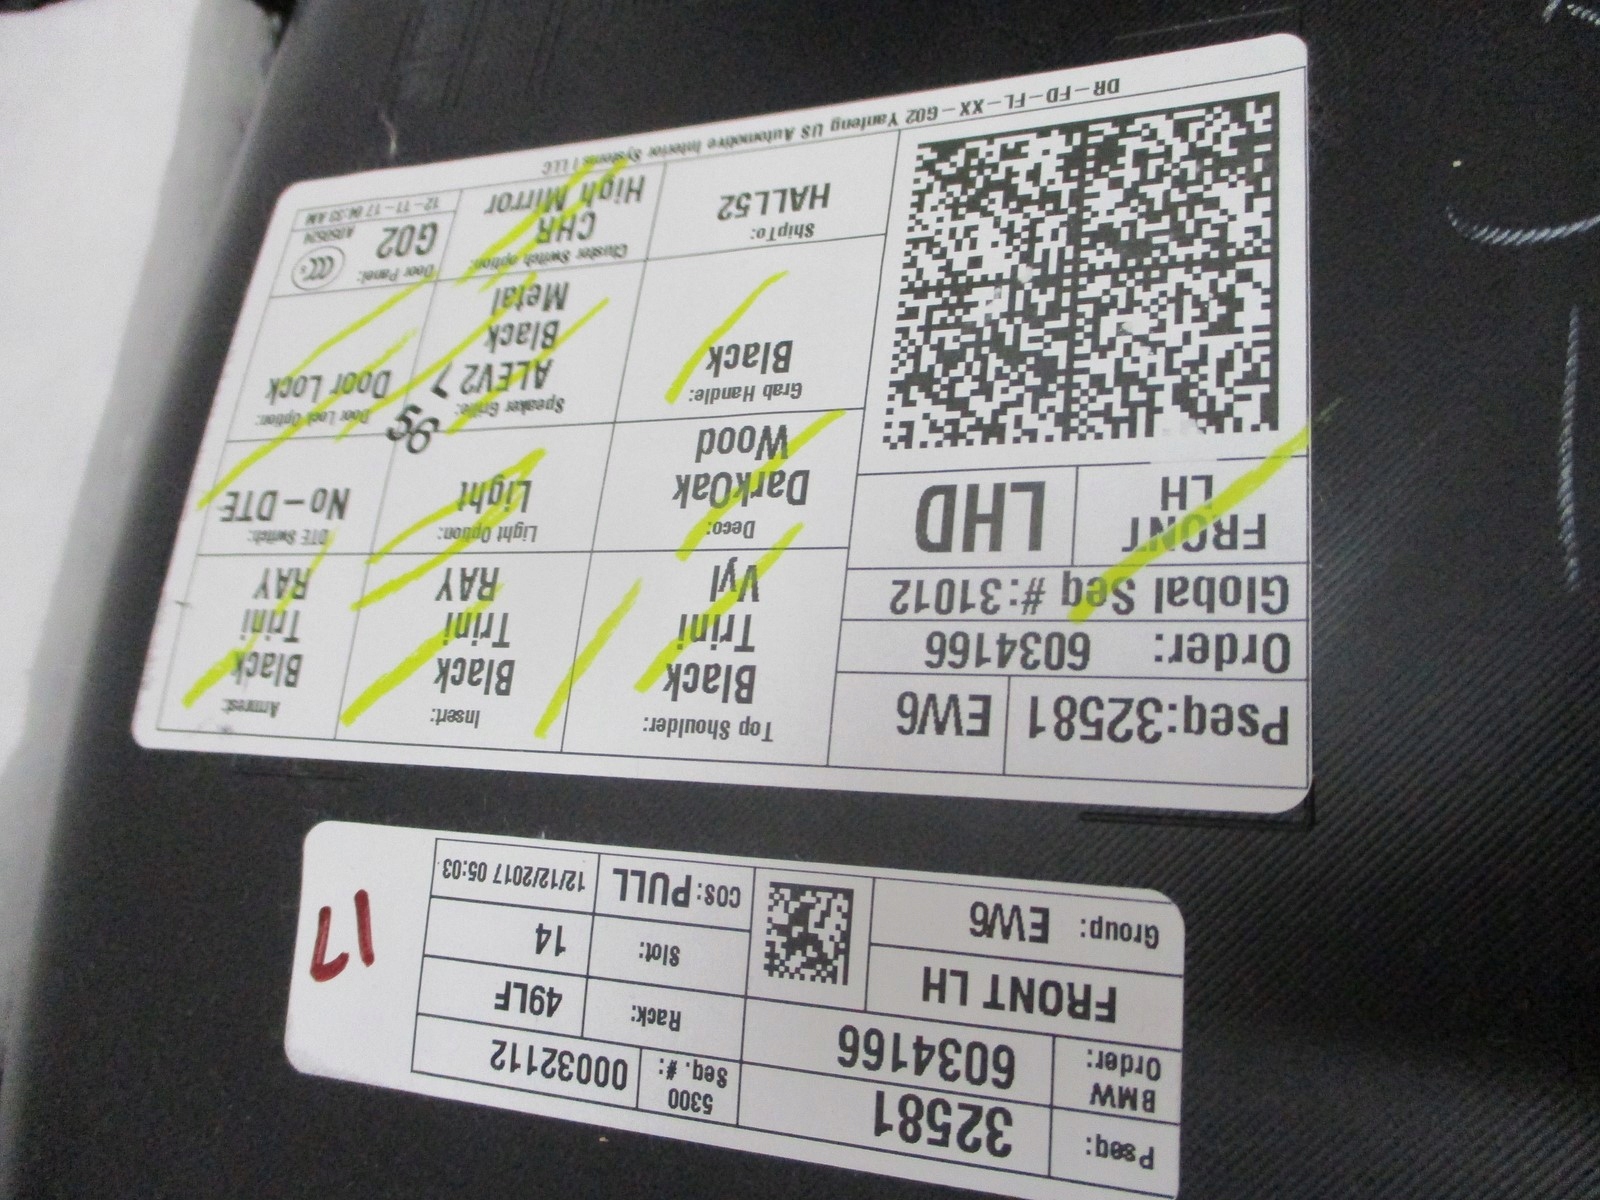 Pseq:
32581
5300 Seq. #:
00032112
BMW Order:
6034166
Rack:
49LF
FRONT LH
Slot:
14
Group: EW6
cos: PULL
12/12/2017 05:03
17
Pseq:32581
EW6
Order: 6034166
Global Seq #:31012
FRONT
LH
LHD
Top Shoulder:
Black
Trini
Vyl
Insert:
Black
Trini
RAY
Armrest:
Black
Trini
RAY
Deco:
DarkOak
Wood
Light Option:
Light
DTE Switch:
No-DTE
Grab Handle:
Black
Speaker Grille:
ALEV2
Black
Metal
Door Lock Option:
Door Lock
ShipTo:
HALL52
Cluster Switch option:
CHR
High Mirror
Door Panel:
G02
CCC
12-11-17 04:33 AM
DR-FD-FL-XX-G02 Yanfeng US Automotive Interior Systems I LLC